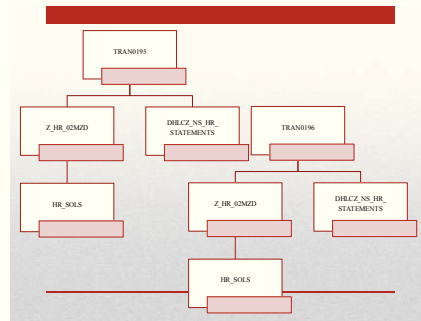 TRAN0195
Z_HR_02MZD
DHLCZ_NS_HR_
STATEMENTS
TRAN0196
HR_SOLS
Z_HR_02MZD
DHLCZ_NS_HR_
STATEMENTS
HR_SOLS